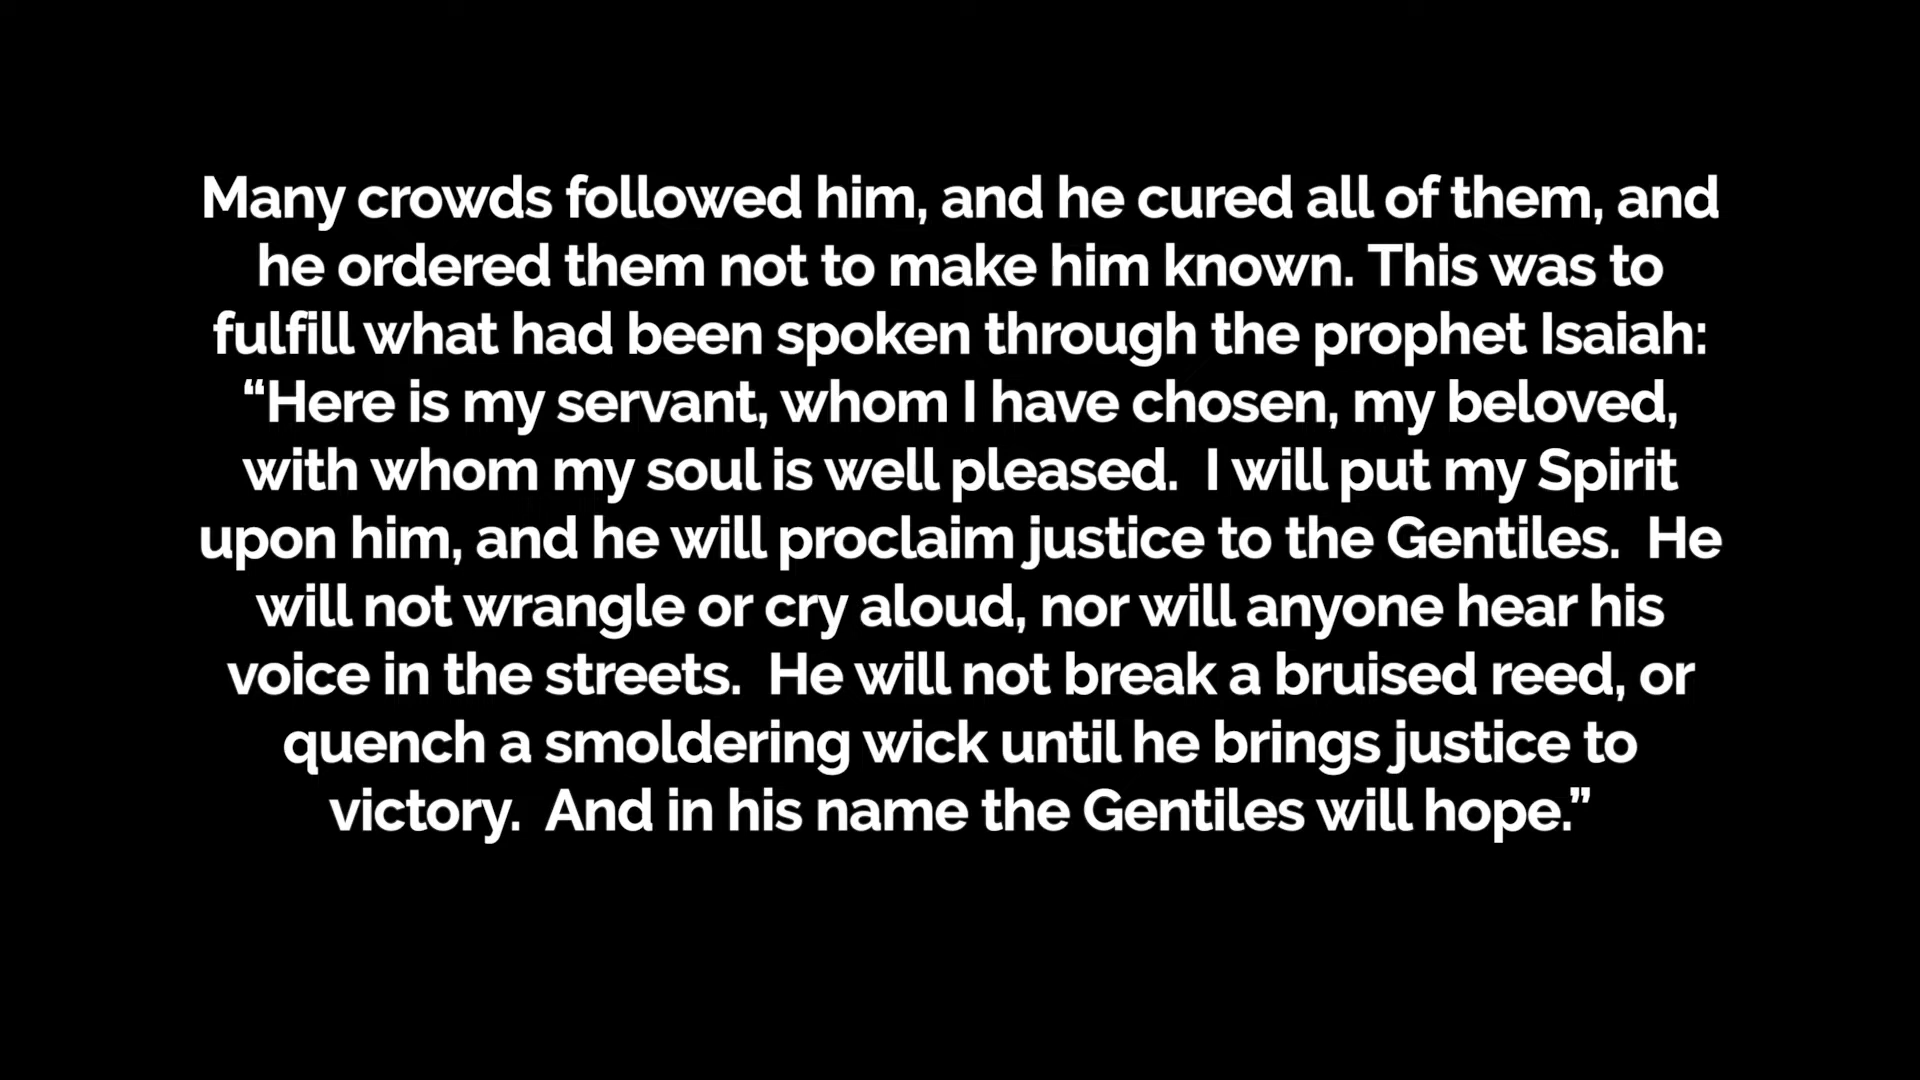 Many crowds followed him, and he cured all of them, and
he ordered them not to make him known. This was to
fulfill what had been spoken through the prophet Isaiah:
“Here is my servant, whom I have chosen, my beloved,
with whom my soul is well pleased.  I will put my Spirit
upon him, and he will proclaim justice to the Gentiles.  He
will not wrangle or cry aloud, nor will anyone hear his
voice in the streets.  He will not break a bruised reed, or
quench a smoldering wick until he brings justice to
victory.  And in his name the Gentiles will hope.”